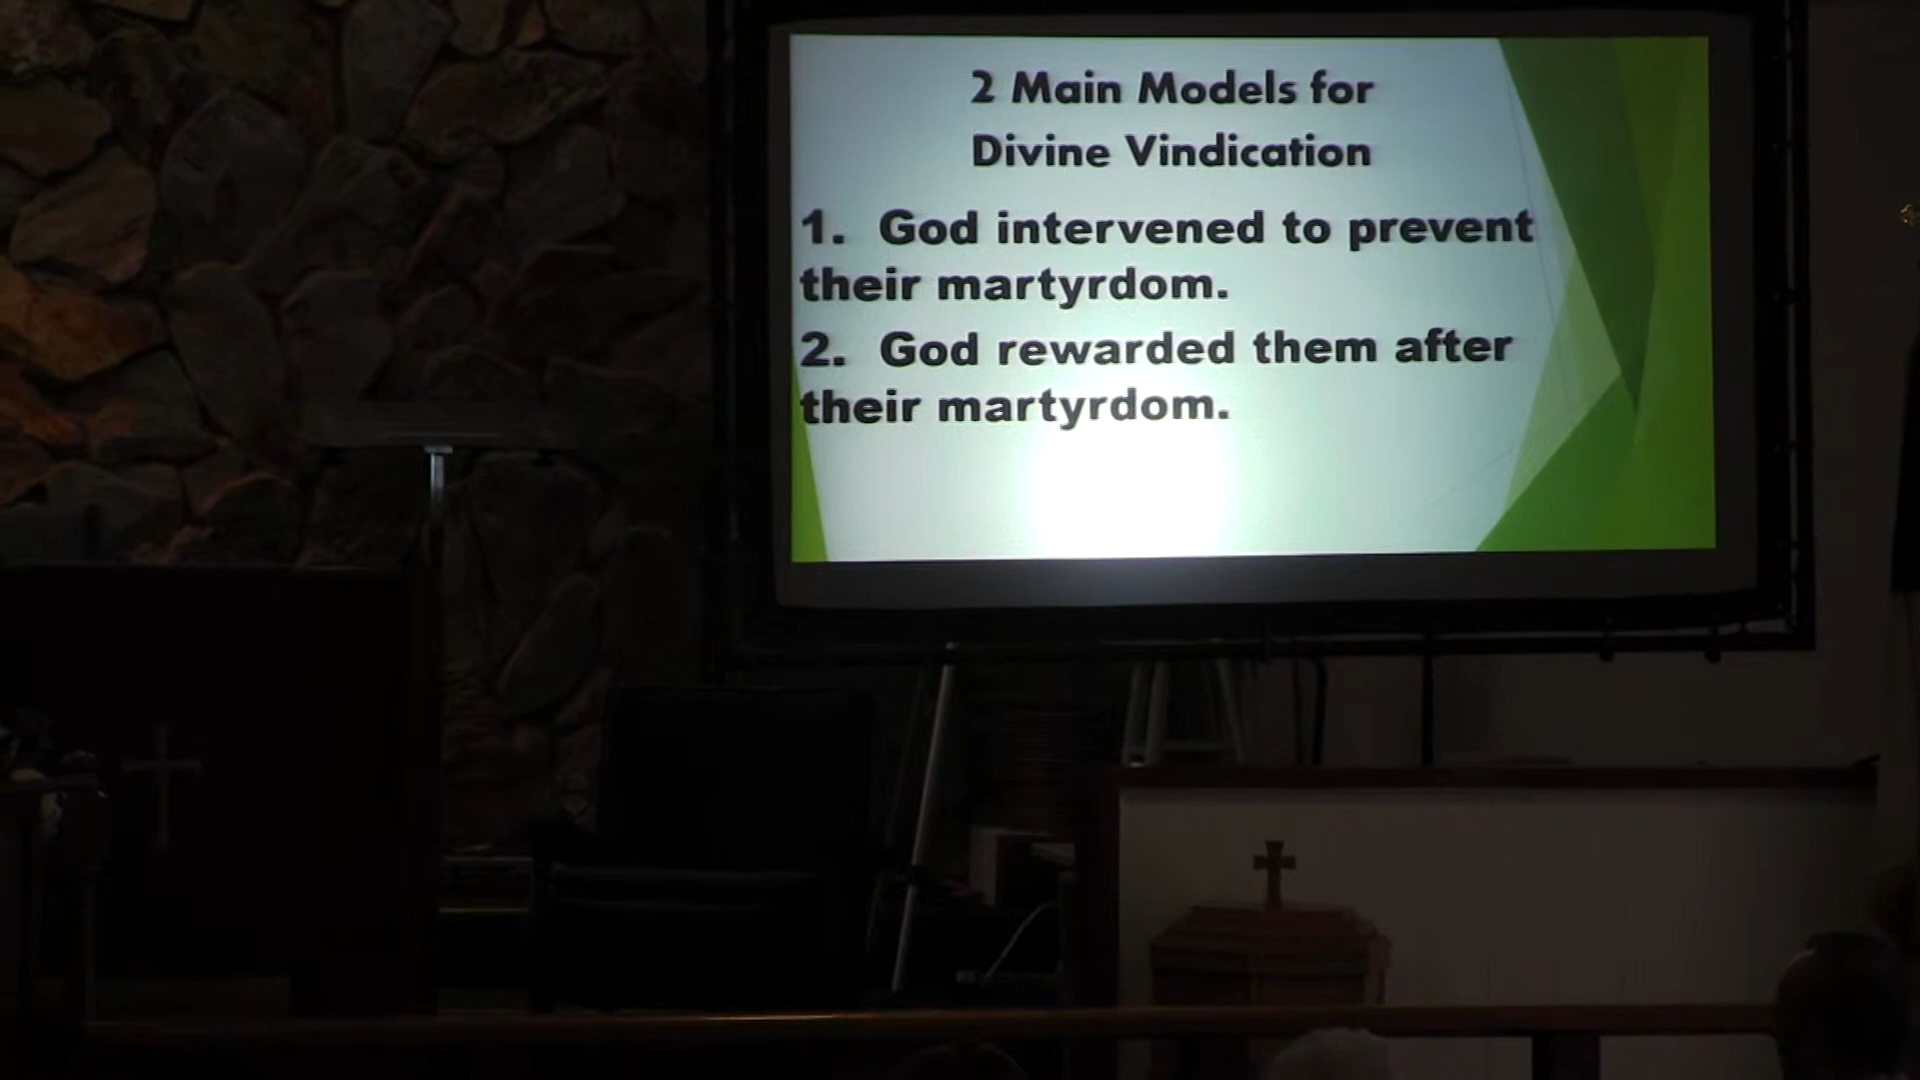 2 Main Models for
Divine Vindication
1. God intervened to prevent
their martyrdom.
2. God rewarded them after
their martyrdom.